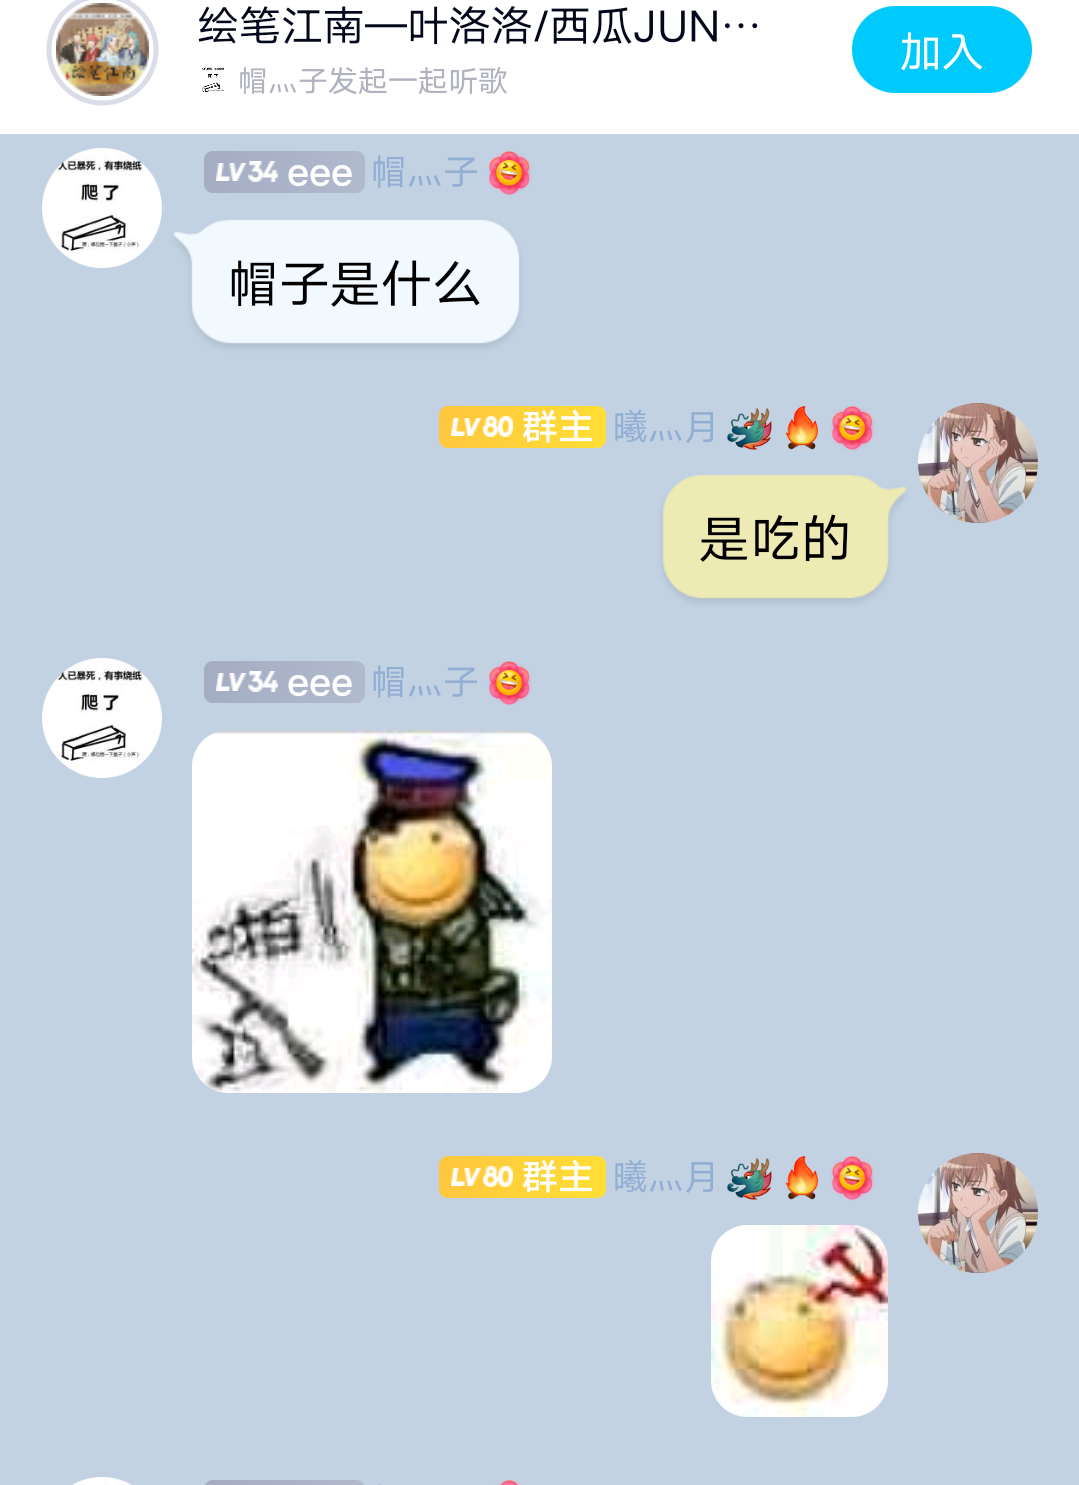 绘笔江南—叶洛洛/西瓜JUN…
加入
帽灬子发起一起听歌
人已暴死，有事烧纸
爬了
LV34 eee 帽灬子
帽子是什么
LV80 群主 曦灬月
是吃的
人已暴死，有事烧纸
爬了
LV34 eee 帽灬子
LV80 群主 曦灬月